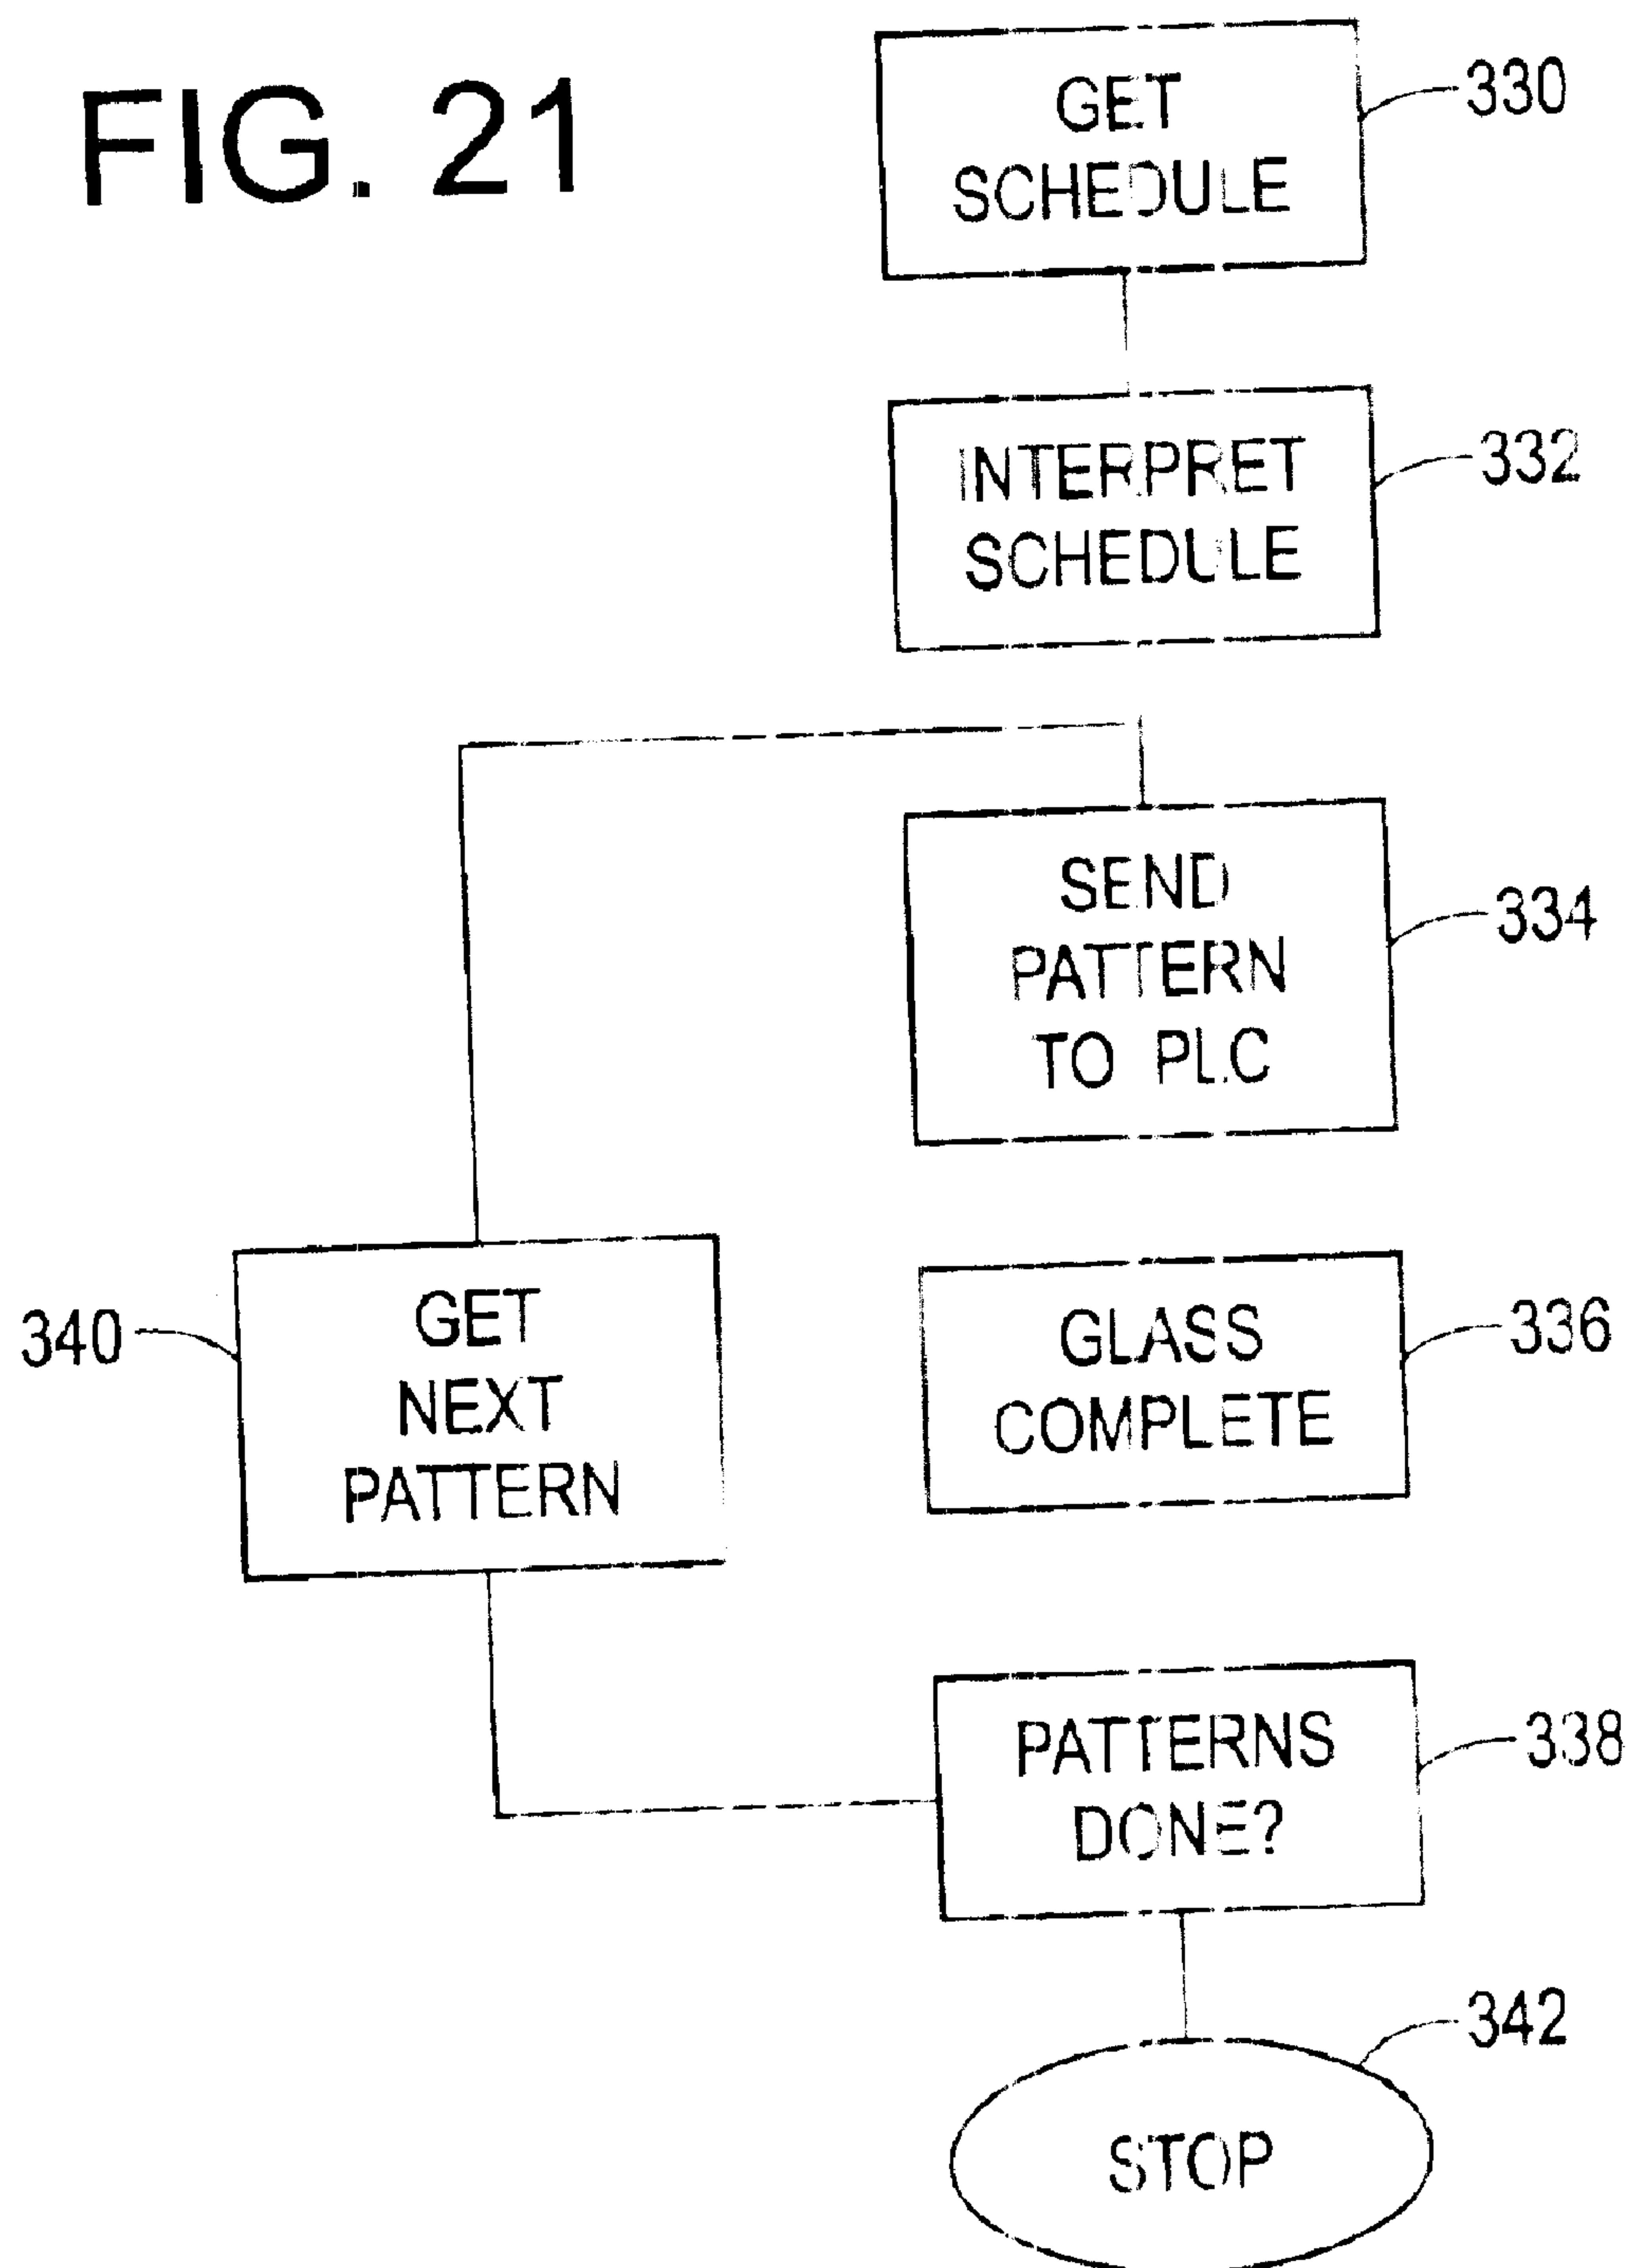 FIG. 21
GET
SCHEDULE
330
INTERPRET
SCHEDULE
332
SEND
PATTERN
TO PLC
334
GLASS
COMPLETE
336
340
GET
NEXT
PATTERN
PATTERNS
DONE?
338
STOP
342